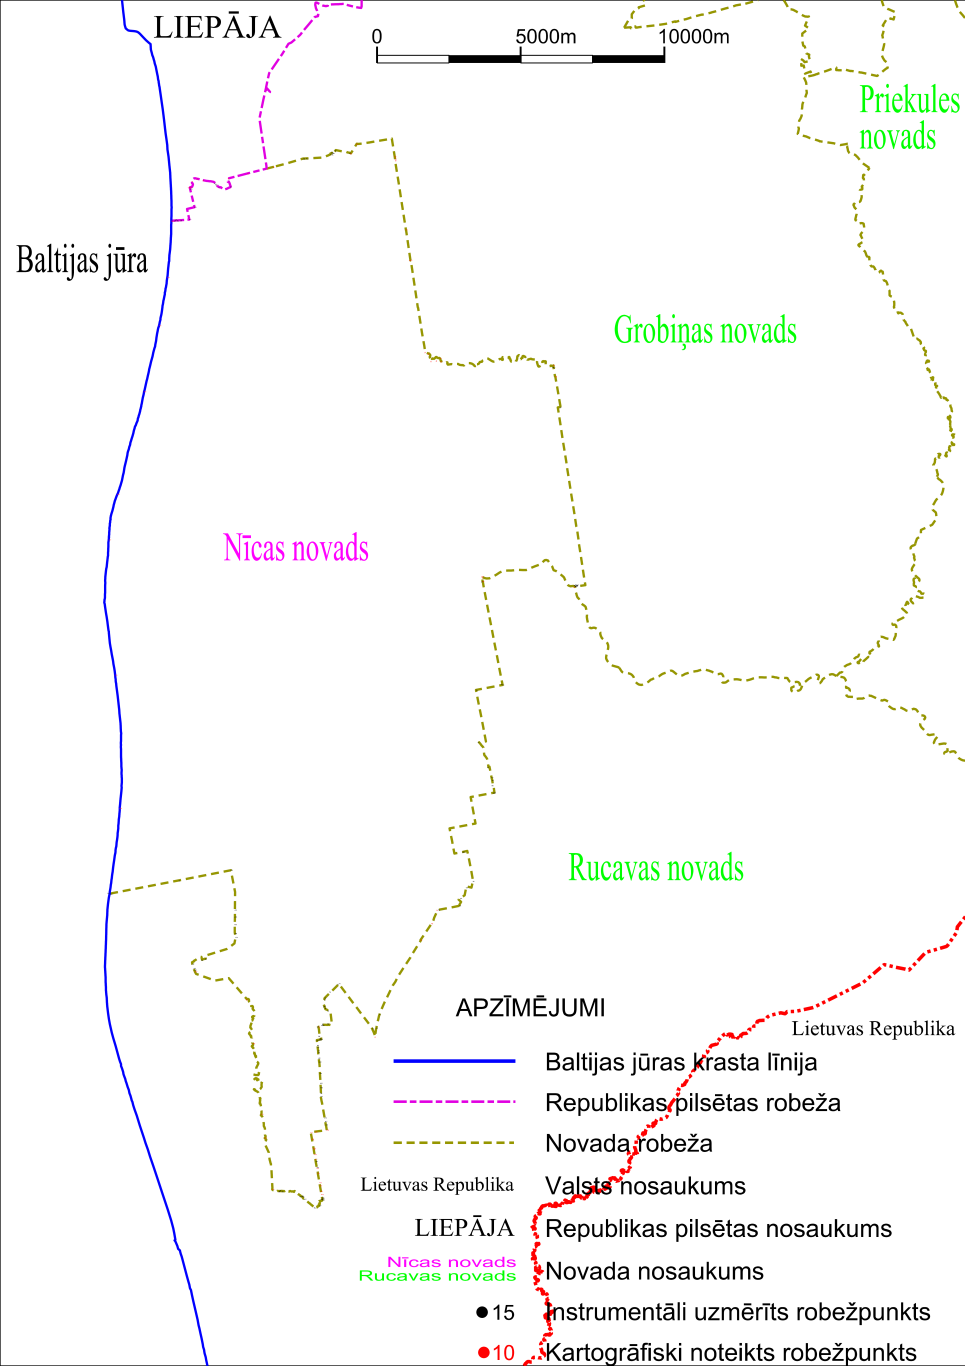 LIEPĀJA
0 5000m 10000m
Priekules
novads
Baltijas jūra
Grobiņas novads
Nīcas novads
Rucavas novads
APZĪMĒJUMI
Lietuvas Republika
Baltijas jūras krasta līnija
Republikas pilsētas robeža
Novada robeža
Lietuvas Republika Valsts nosaukums
LIEPĀJA Republikas pilsētas nosaukums
Nīcas novads
Rucavas novads
Novada nosaukums
15 Instrumentāli uzmērīts robežpunkts
10 Kartogrāfiski noteikts robežpunkts